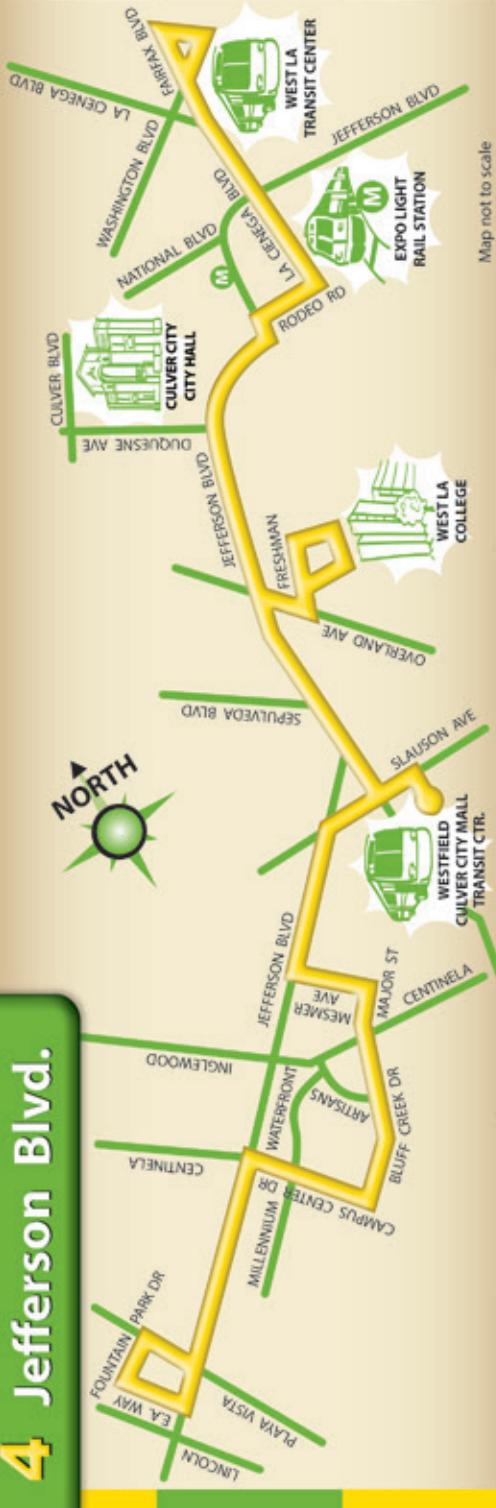 4 Jefferson Blvd.
NORTH
LINCOLN
E.A. WAY
FOUNTAIN PARK DR
PLAYA VISTA
CENTINELA
MILLENNIUM
CAMPUS CENTER DR
WATERFRONT
INGLEWOOD
ARTISANS
BLUFF CREEK DR
JEFFERSON BLVD
MESMER
AVE
MAJOR ST
CENTINELA
WESTFIELD
CULVER CITY MALL
TRANSIT CTR.
SLAUSON AVE
SEPULVEDA BLVD
OVERLAND AVE
FRESHMAN
WEST LA
COLLEGE
JEFFERSON BLVD
DUQUESNE AVE
CULVER BLVD
CULVER CITY
CITY HALL
RODEO RD
M
NATIONAL BLVD
LA CIENEGA BLVD
WASHINGTON BLVD
LA CIENEGA BLVD
FAIRFAX BLVD
WEST LA
TRANSIT CENTER
JEFFERSON BLVD
M
EXPO LIGHT
RAIL STATION
Map not to scale